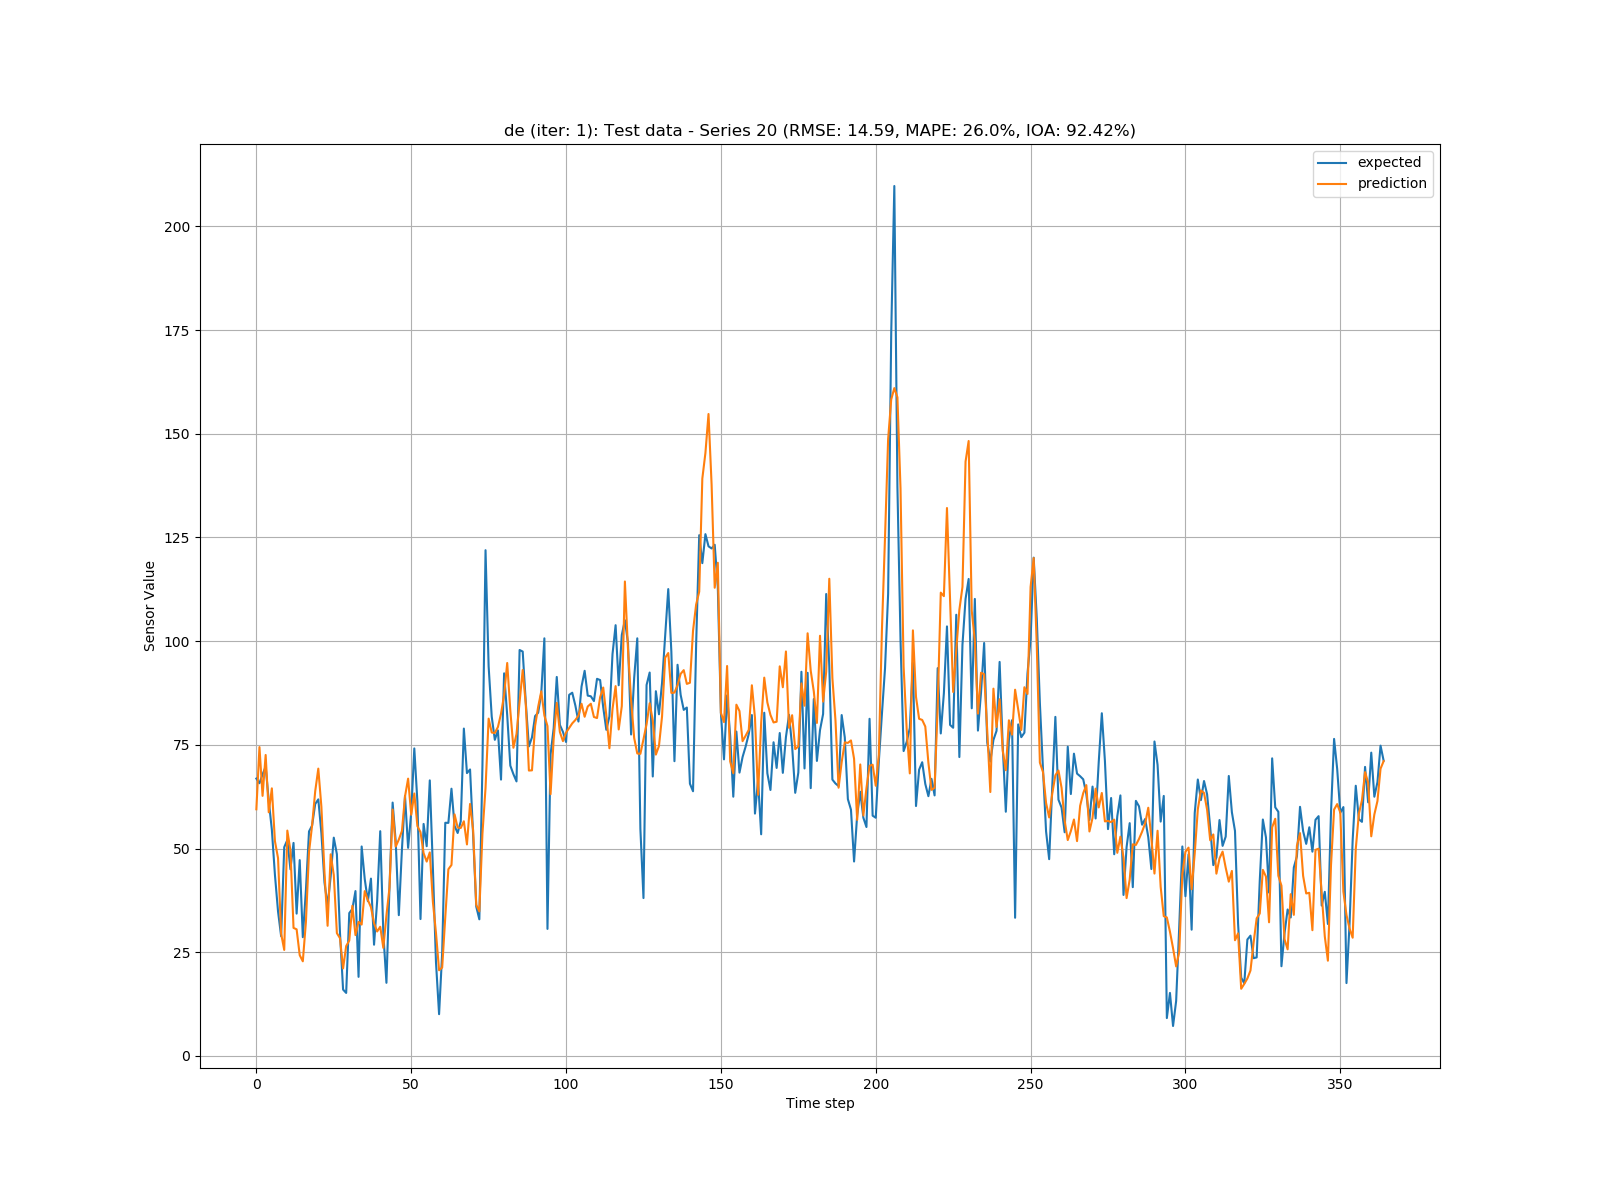 de (iter: 1): Test data - Series 20 (RMSE: 14.59, MAPE: 26.0%, IOA: 92.42%)
expected
prediction
200
175
150
125
100
75
50
25
0
Sensor Value
0 50 100 150 200 250 300 350
Time step